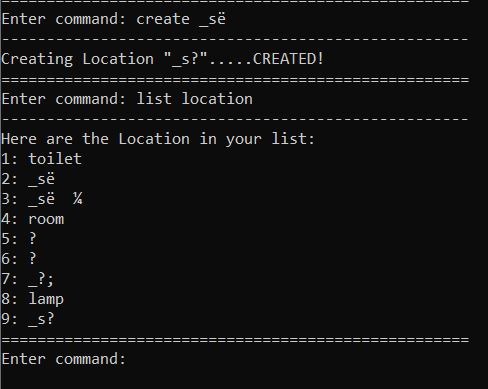 ==================================================
Enter command: create _së
--------------------------------------------------
Creating Location "_s?".....CREATED!
==================================================
Enter command: list location
--------------------------------------------------
Here are the Location in your list:
1: toilet
2: _së
3: _së  ¼
4: room
5: ?
6: ?
7: _?;
8: lamp
9: _s?
==================================================
Enter command: